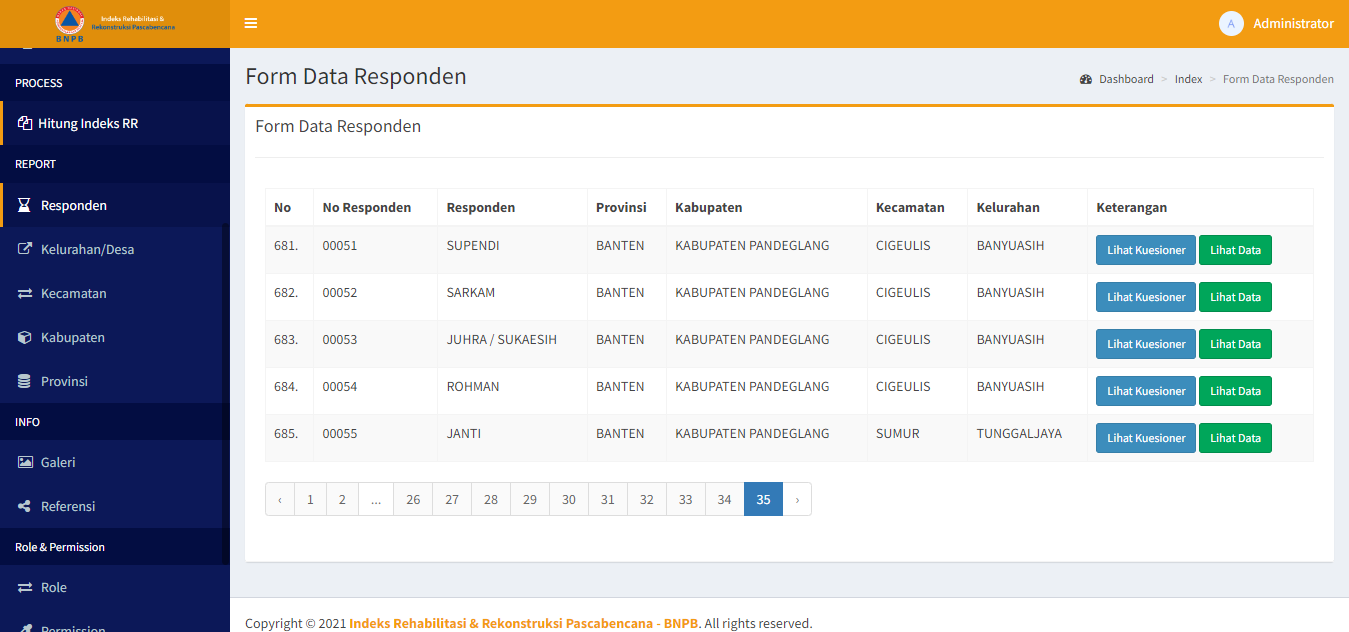 Indeks Rehabilitasi &
Rekonstruksi Pascabencana
BNPB
Administrator
A
PROCESS
Hitung Indeks RR
REPORT
Responden
Kelurahan/Desa
Kecamatan
Kabupaten
Provinsi
INFO
Galeri
Referensi
Role & Permission
Role
Permission
Form Data Responden
Dashboard > Index > Form Data Responden
Form Data Responden
No No Responden Responden Provinsi Kabupaten Kecamatan Kelurahan Keterangan
681. 00051 SUPENDI BANTEN KABUPATEN PANDEGLANG CIGEULIS BANYUASIH Lihat Kuesioner Lihat Data
682. 00052 SARKAM BANTEN KABUPATEN PANDEGLANG CIGEULIS BANYUASIH Lihat Kuesioner Lihat Data
683. 00053 JUHRA / SUKAESIH BANTEN KABUPATEN PANDEGLANG CIGEULIS BANYUASIH Lihat Kuesioner Lihat Data
684. 00054 ROHMAN BANTEN KABUPATEN PANDEGLANG CIGEULIS BANYUASIH Lihat Kuesioner Lihat Data
685. 00055 JANTI BANTEN KABUPATEN PANDEGLANG SUMUR TUNGGALJAYA Lihat Kuesioner Lihat Data
‹ 1 2 ... 26 27 28 29 30 31 32 33 34 35 ›
Copyright © 2021 Indeks Rehabilitasi & Rekonstruksi Pascabencana - BNPB. All rights reserved.